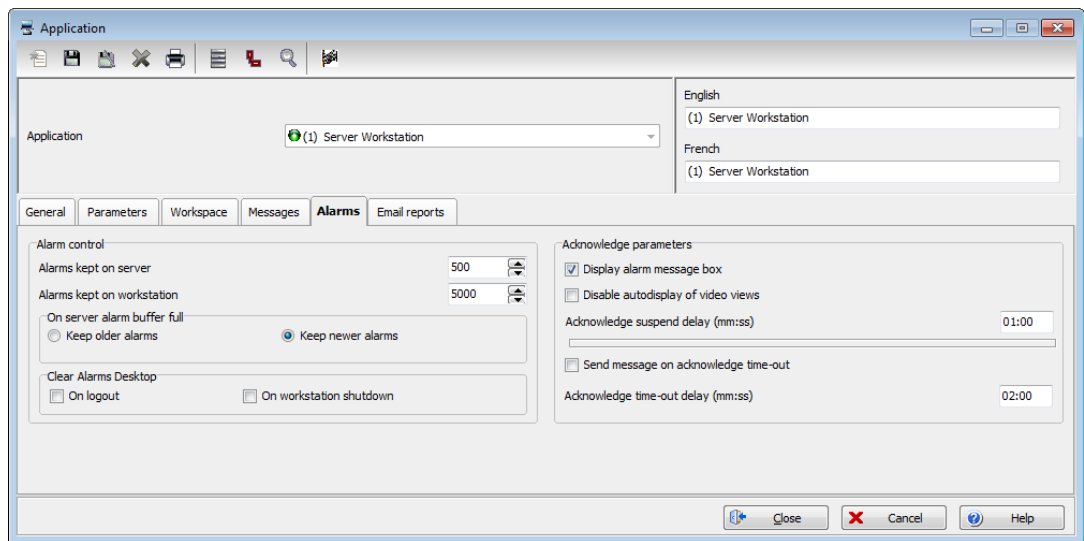 Application
English
(1) Server Workstation
Application
(1) Server Workstation
French
(1) Server Workstation
General Parameters Workspace Messages Alarms Email reports
Alarm control
Alarms kept on server 500
Alarms kept on workstation 5000
On server alarm buffer full
Keep older alarms Keep newer alarms
Clear Alarms Desktop
On logout On workstation shutdown
Acknowledge parameters
Display alarm message box
Disable autodisplay of video views
Acknowledge suspend delay (mm:ss) 01:00
Send message on acknowledge time-out
Acknowledge time-out delay (mm:ss) 02:00
Close Cancel Help